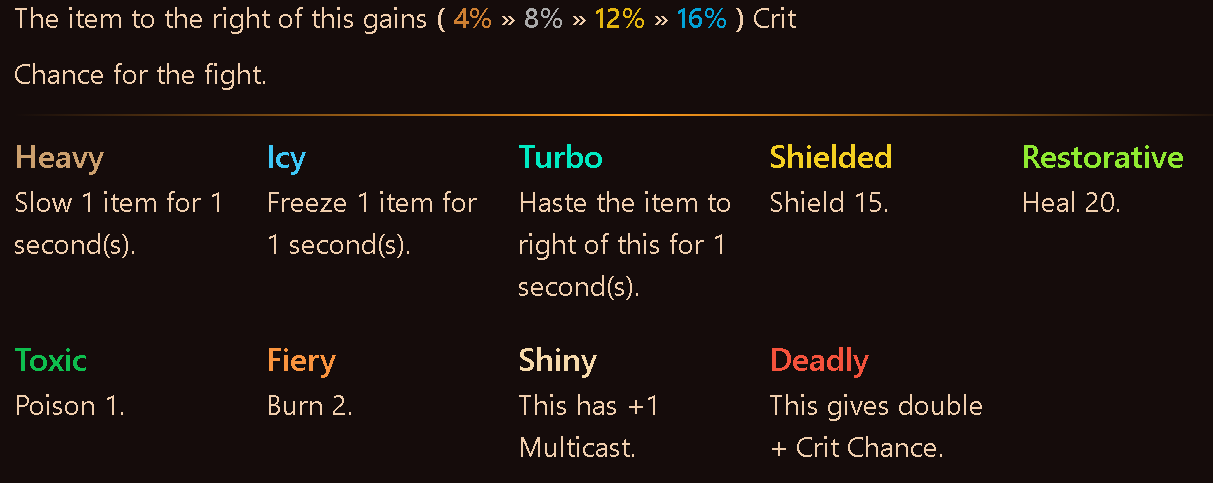 The item to the right of this gains ( 4% » 8% » 12% » 16% ) Crit
Chance for the fight.
Heavy
Slow 1 item for 1
second(s).
Icy
Freeze 1 item for
1 second(s).
Turbo
Haste the item to
right of this for 1
second(s).
Shielded
Shield 15.
Restorative
Heal 20.
Toxic
Poison 1.
Fiery
Burn 2.
Shiny
This has +1
Multicast.
Deadly
This gives double
+ Crit Chance.